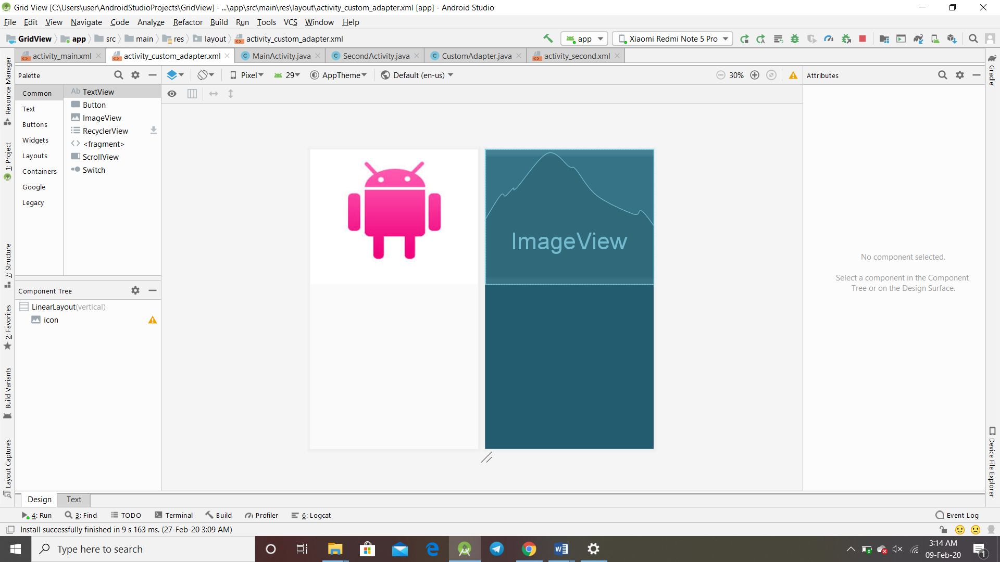 Grid View [C:\Users\user\AndroidStudioProjects\GridView] - ...\app\src\main\res\layout\activity_custom_adapter.xml [app] - Android Studio
File Edit View Navigate Code Analyze Refactor Build Run Tools VCS Window Help
GridView app src main res layout activity_custom_adapter.xml app Xiaomi Redmi Note 5 Pro
activity_main.xml activity_custom_adapter.xml MainActivity.java SecondActivity.java CustomAdapter.java activity_second.xml
Palette Pixel 29 AppTheme Default (en-us) 30% Attributes
Common
Text
Buttons
Widgets
Layouts
Containers
Google
Legacy
Ab TextView
Button
ImageView
RecyclerView
<fragment>
ScrollView
Switch
ImageView
No component selected.
Select a component in the Component
Tree or on the Design Surface.
Component Tree
LinearLayout(vertical)
icon
Resource Manager
1: Project
7: Structure
2: Favorites
Build Variants
Layout Captures
Gradle
Device File Explorer
Design Text
4: Run 3: Find TODO Terminal Build Profiler 6: Logcat Event Log
Install successfully finished in 9 s 163 ms. (27-Feb-20 3:09 AM)
Type here to search
3:14 AM
09-Feb-20
1